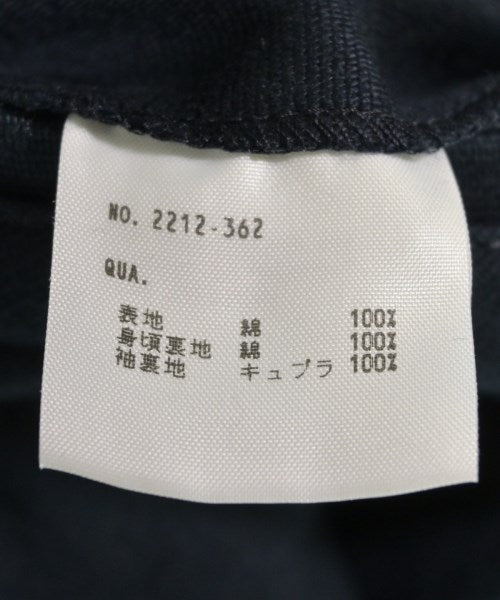 NO. 2212-362
QUA.
表地 綿 100%
身頃裏地 綿 100%
袖裏地 キュプラ 100%